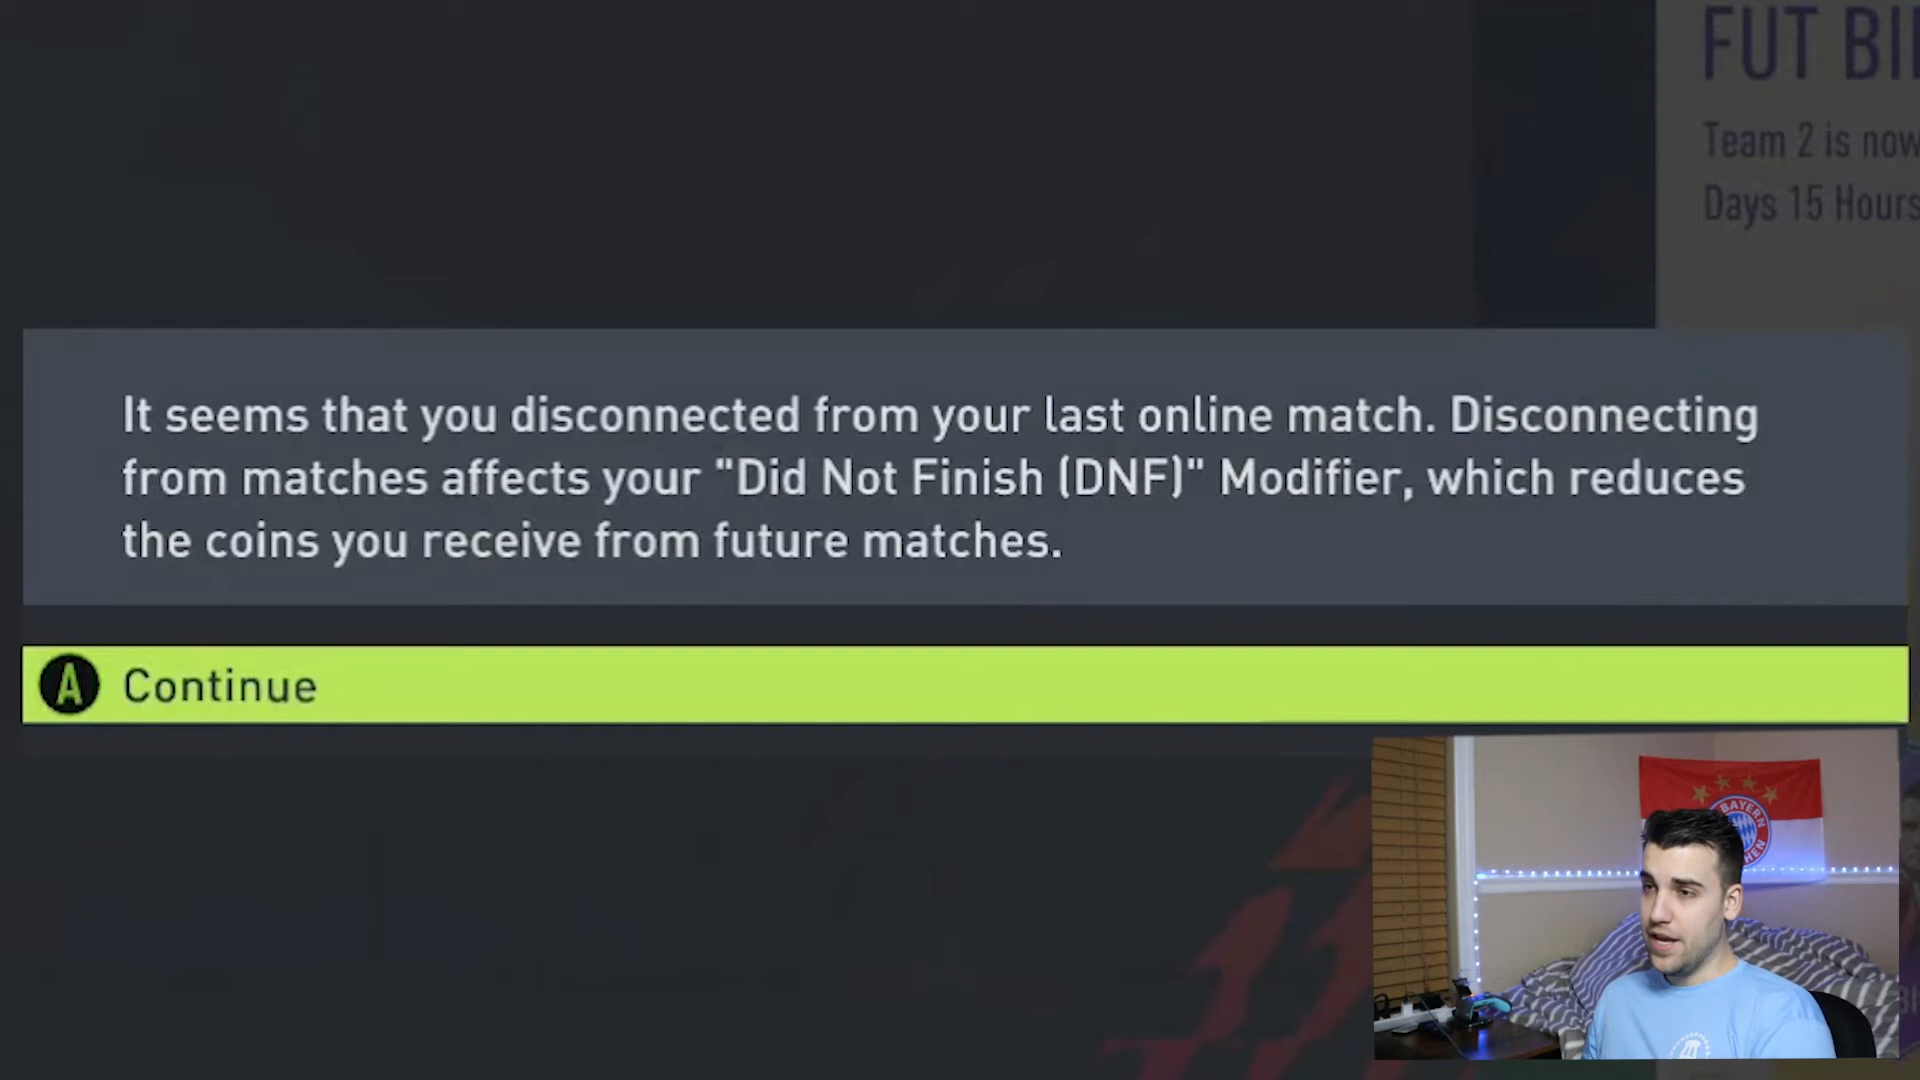 FUT
Team 2 is now
Days 15 Hours
It seems that you disconnected from your last online match. Disconnecting
from matches affects your "Did Not Finish (DNF)" Modifier, which reduces
the coins you receive from future matches.
A Continue
BAYERN